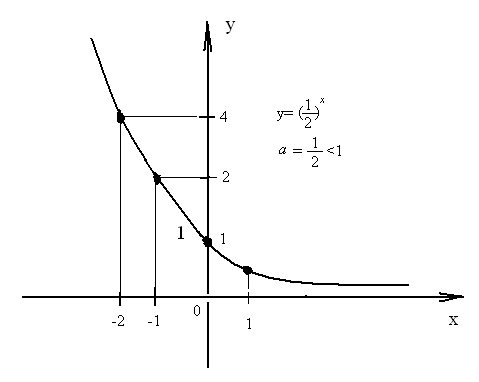 y
4
y= (1/2)^x
a = 1/2 <1
2
1 1
0
-2 -1 1 x